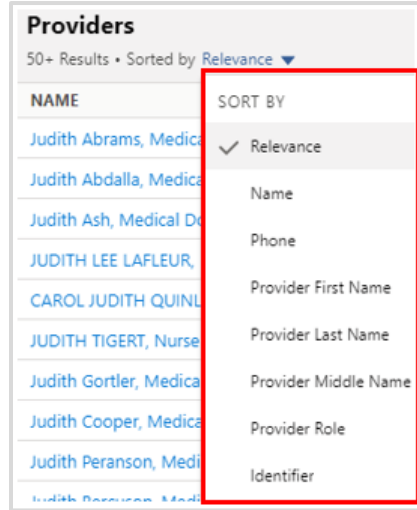 Providers
50+ Results • Sorted by Relevance ▼
NAME
Judith Abrams, Medica
Judith Abdalla, Medica
Judith Ash, Medical Do
JUDITH LEE LAFLEUR,
CAROL JUDITH QUINL
JUDITH TIGERT, Nurse
Judith Gortler, Medica
Judith Cooper, Medica
Judith Peranson, Medi
SORT BY
Relevance
Name
Phone
Provider First Name
Provider Last Name
Provider Middle Name
Provider Role
Identifier